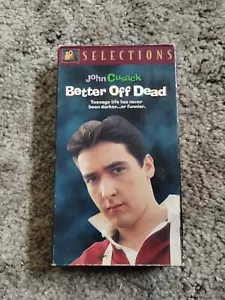 SELECTIONS
John Cusack
Better Off Dead
Teenage life has never
been darker...or funnier.